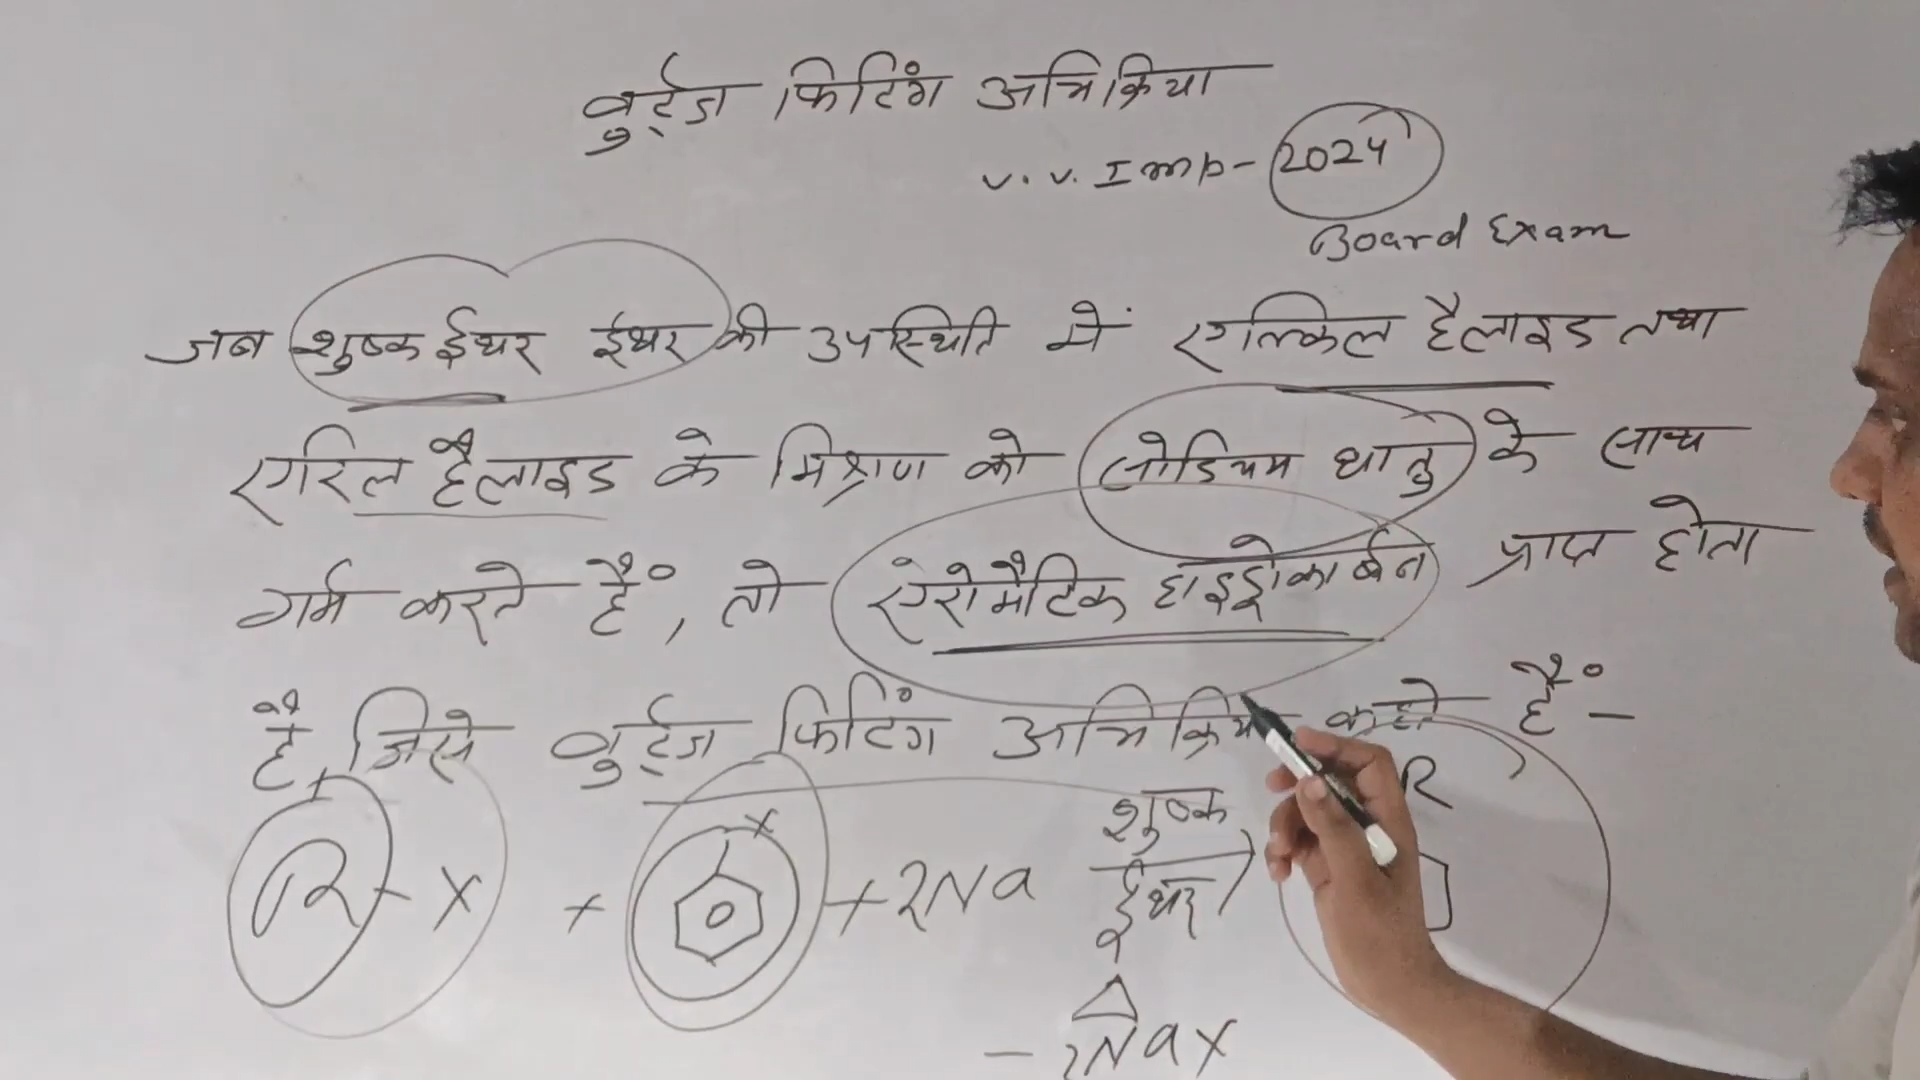 वुर्ट्ज फिटिंग अभिक्रिया
v. v. Imp - 2024
Board Exam
जब शुष्क ईथर ईथर की उपस्थिति में एल्किल हैलाइड तथा
एरिल हैलाइड के मिश्रण को सोडियम धातु के साथ
गर्म करते हैं, तो ऐरोमैटिक हाइड्रोकार्बन प्राप्त होता
है, जिसे वुर्ट्ज फिटिंग अभिक्रिया कहते हैं -
R - X + X + 2Na शुष्क ईथर R
Δ
- 2NaX